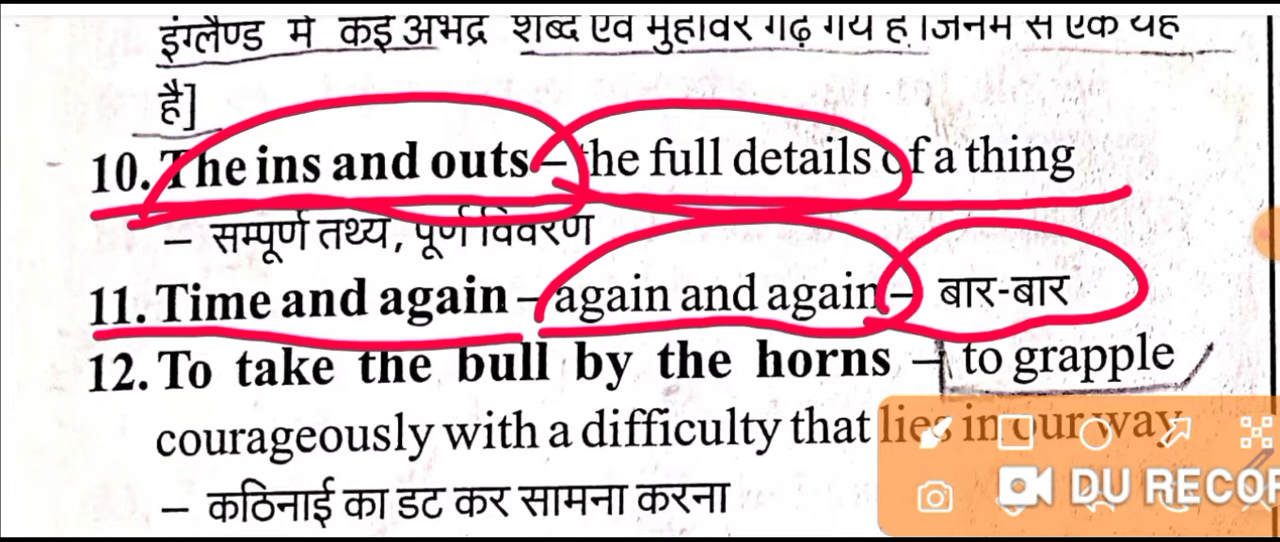 इंग्लैण्ड में कई अभद्र शब्द एवं मुहावरे गढ़े गये हैं जिनमें से एक यह
है]
10. The ins and outs – the full details of a thing
– सम्पूर्ण तथ्य, पूर्ण विवरण
11. Time and again – again and again – बार-बार
12. To take the bull by the horns – to grapple
courageously with a difficulty that lies in our way
– कठिनाई का डट कर सामना करना
DU RECOR